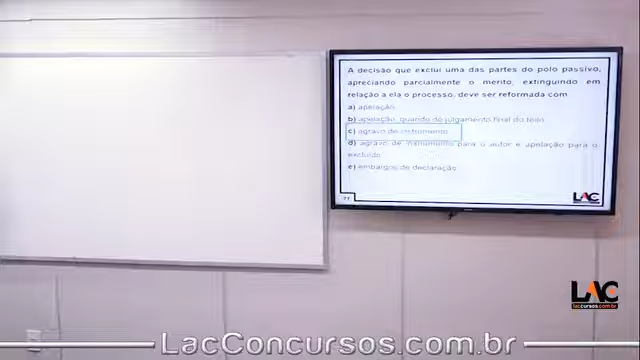 A decisão que exclui uma das partes do polo passivo,
apreciando parcialmente o mérito, extinguindo em
relação a ela o processo, deve ser reformada com
a) apelação
b) apelação, quando do julgamento final do feito
c) agravo de instrumento
d) agravo de instrumento para o autor e apelação para o
excluído
e) embargos de declaração
77
LAC
LAC
laccursos.com.br
LacConcursos.com.br